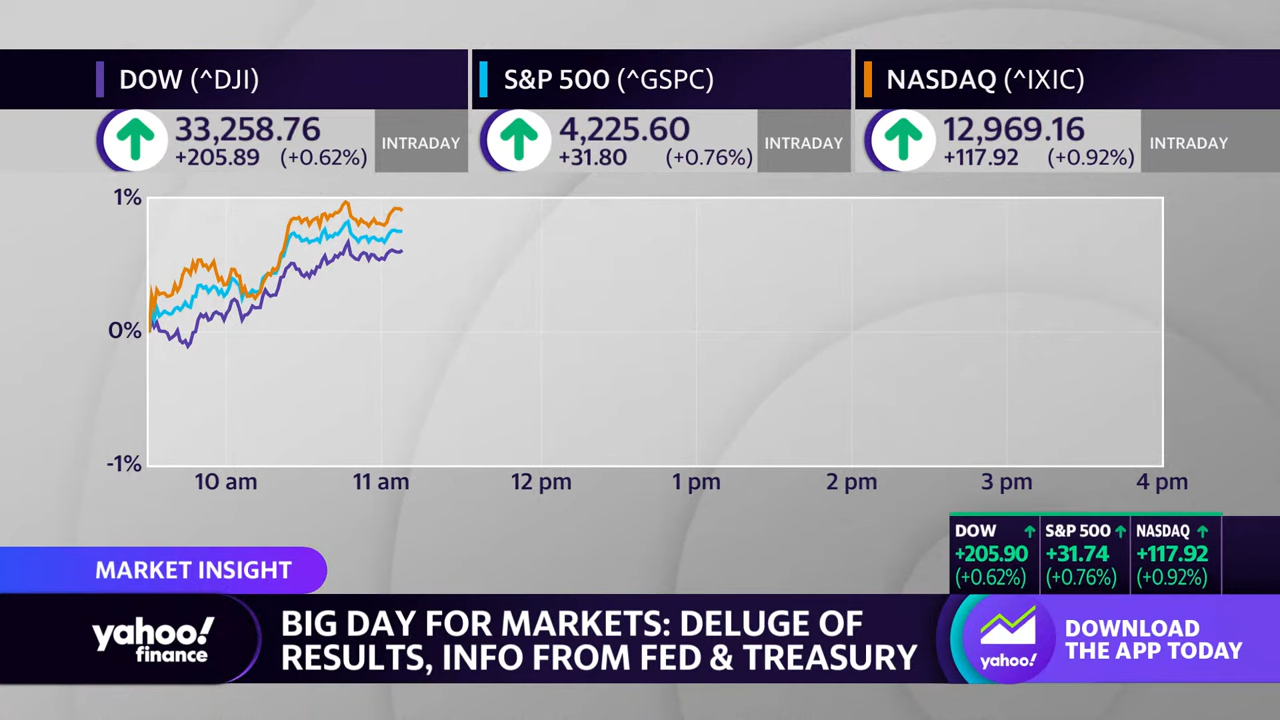 DOW (^DJI)
S&P 500 (^GSPC)
NASDAQ (^IXIC)
33,258.76
+205.89 (+0.62%)
INTRADAY
4,225.60
+31.80 (+0.76%)
INTRADAY
12,969.16
+117.92 (+0.92%)
INTRADAY
1%
0%
-1%
10 am 11 am 12 pm 1 pm 2 pm 3 pm 4 pm
DOW
+205.90
(+0.62%)
S&P 500
+31.74
(+0.76%)
NASDAQ
+117.92
(+0.92%)
MARKET INSIGHT
yahoo!
finance
BIG DAY FOR MARKETS: DELUGE OF
RESULTS, INFO FROM FED & TREASURY
yahoo!
DOWNLOAD
THE APP TODAY